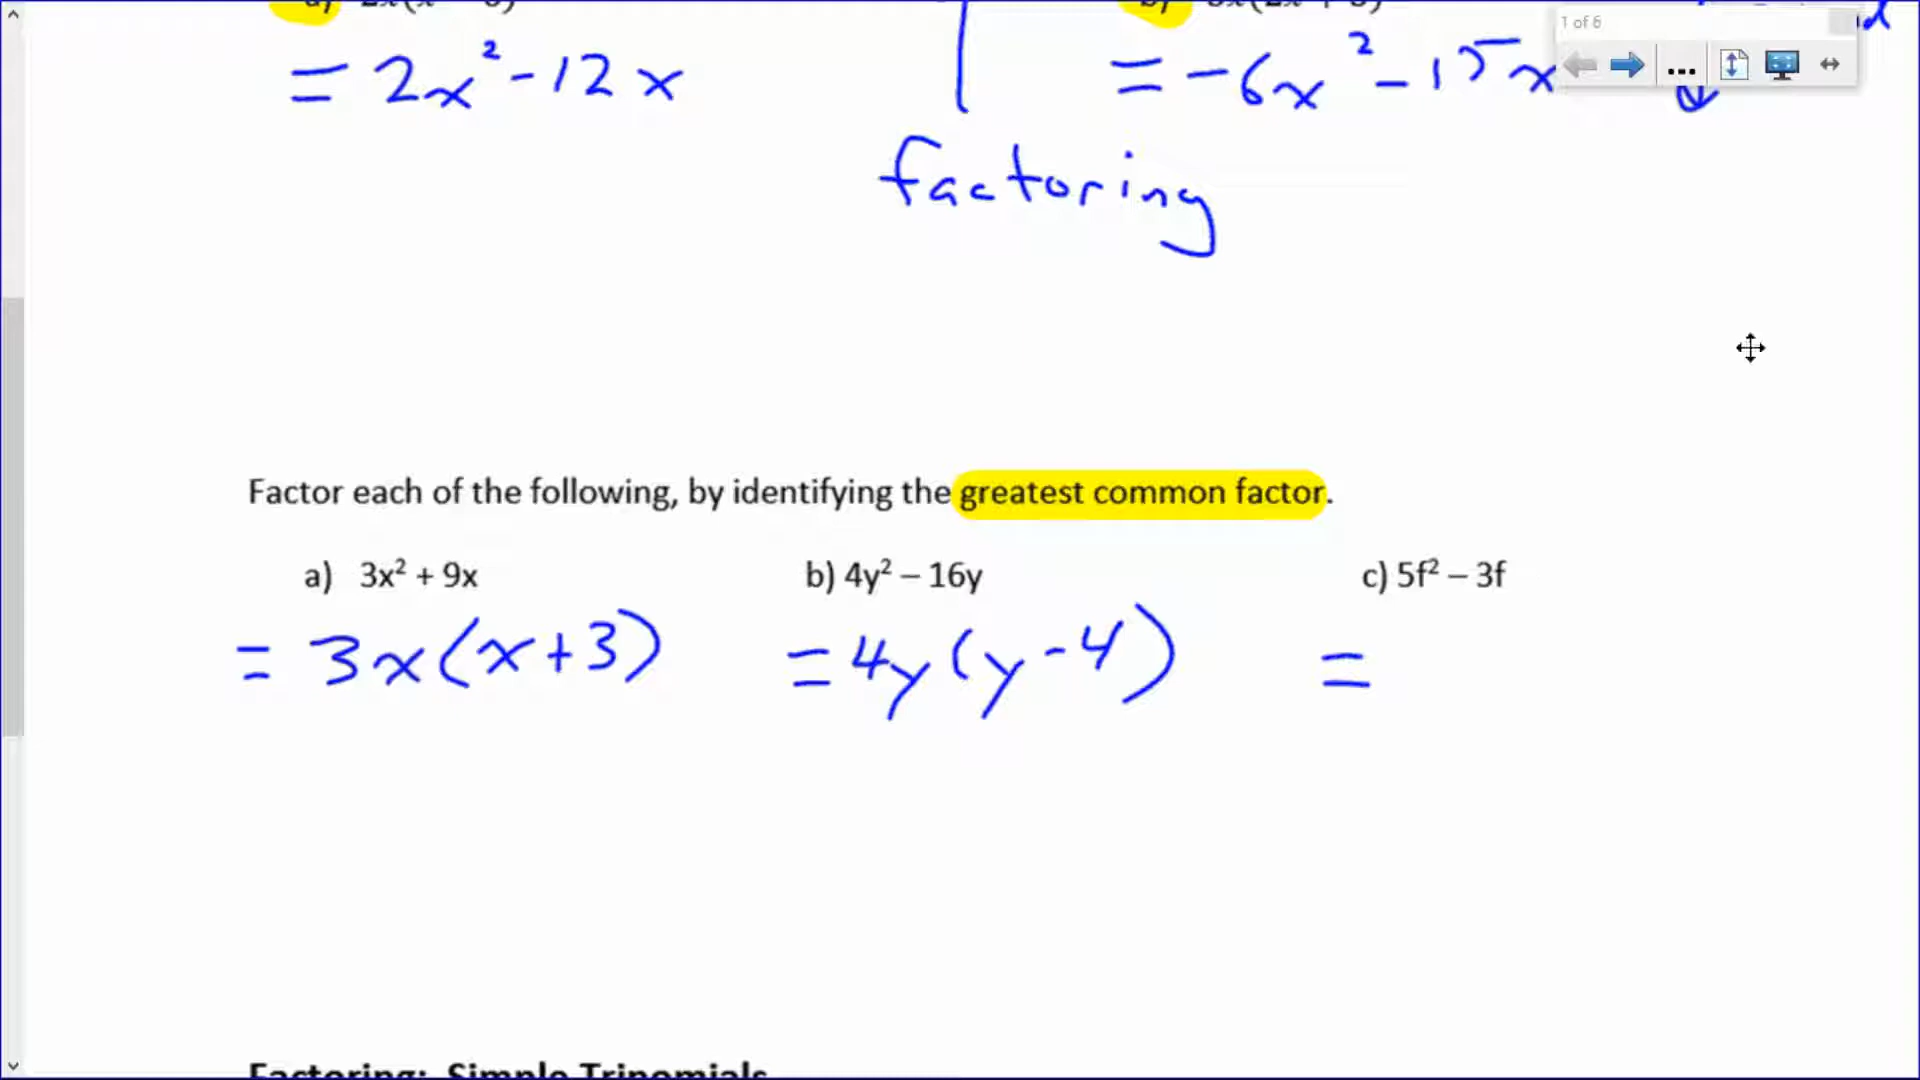 1 of 6
= 2x² - 12x
= -6x² - 15x
factoring
Factor each of the following, by identifying the greatest common factor.
a) 3x² + 9x b) 4y² – 16y c) 5f² – 3f
= 3x(x+3) = 4y(y-4) =
Factoring: Simple Trinomials